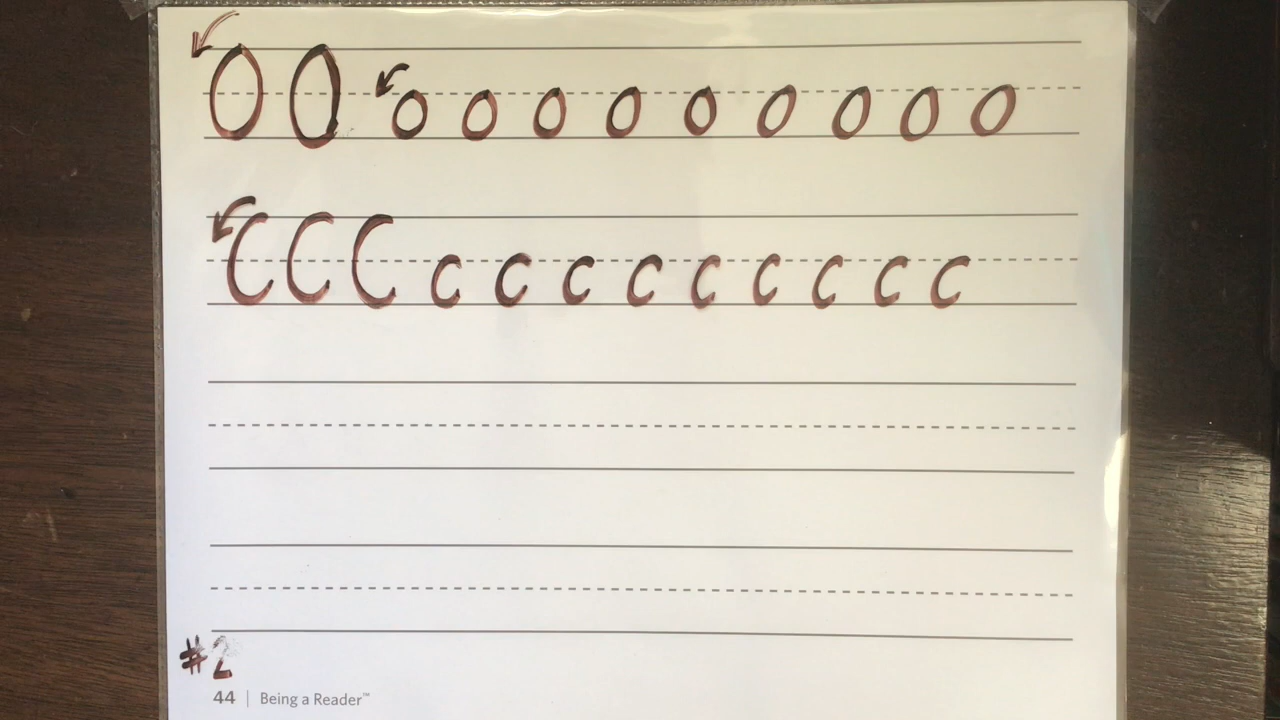 O O o o o o o o o o o
C C C c c c c c c c c c
#2
44 | Being a Reader™